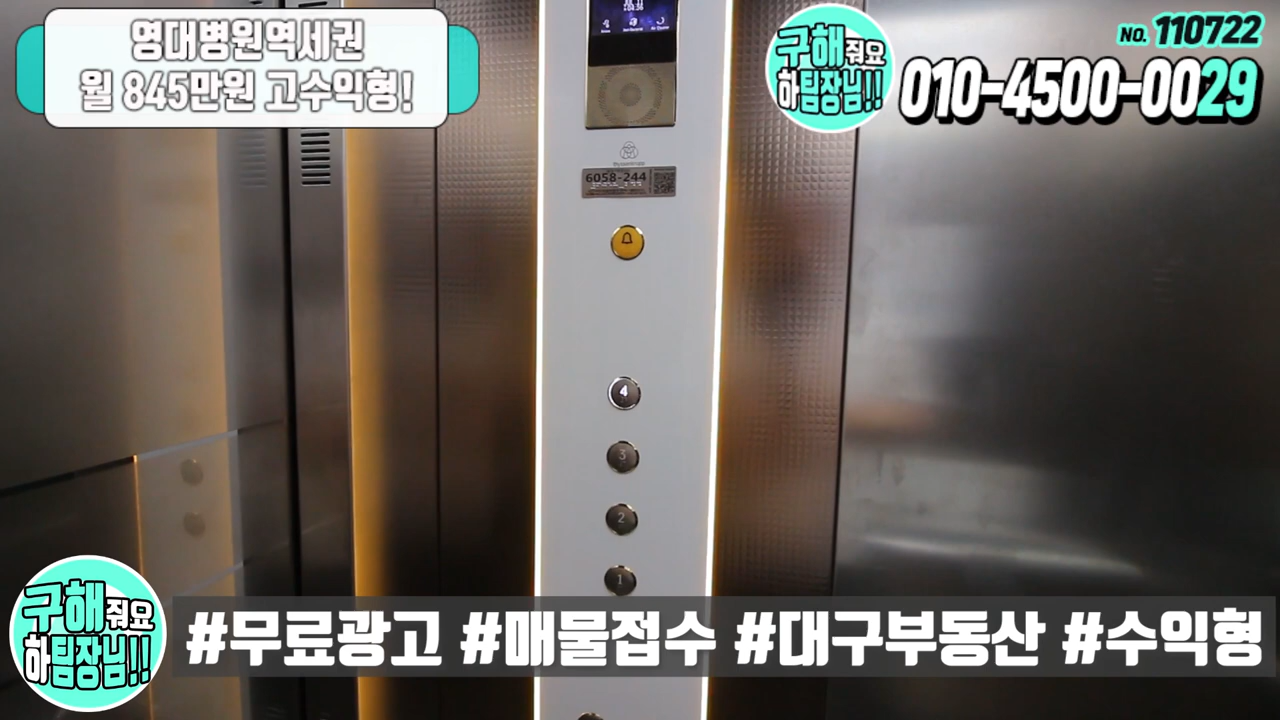 영대병원역세권
월 845만원 고수익형!
구해줘요
하팀장님!!
No. 110722
010-4500-0029
6058-244
4
3
2
1
구해줘요
하팀장님!!
#무료광고 #매물접수 #대구부동산 #수익형